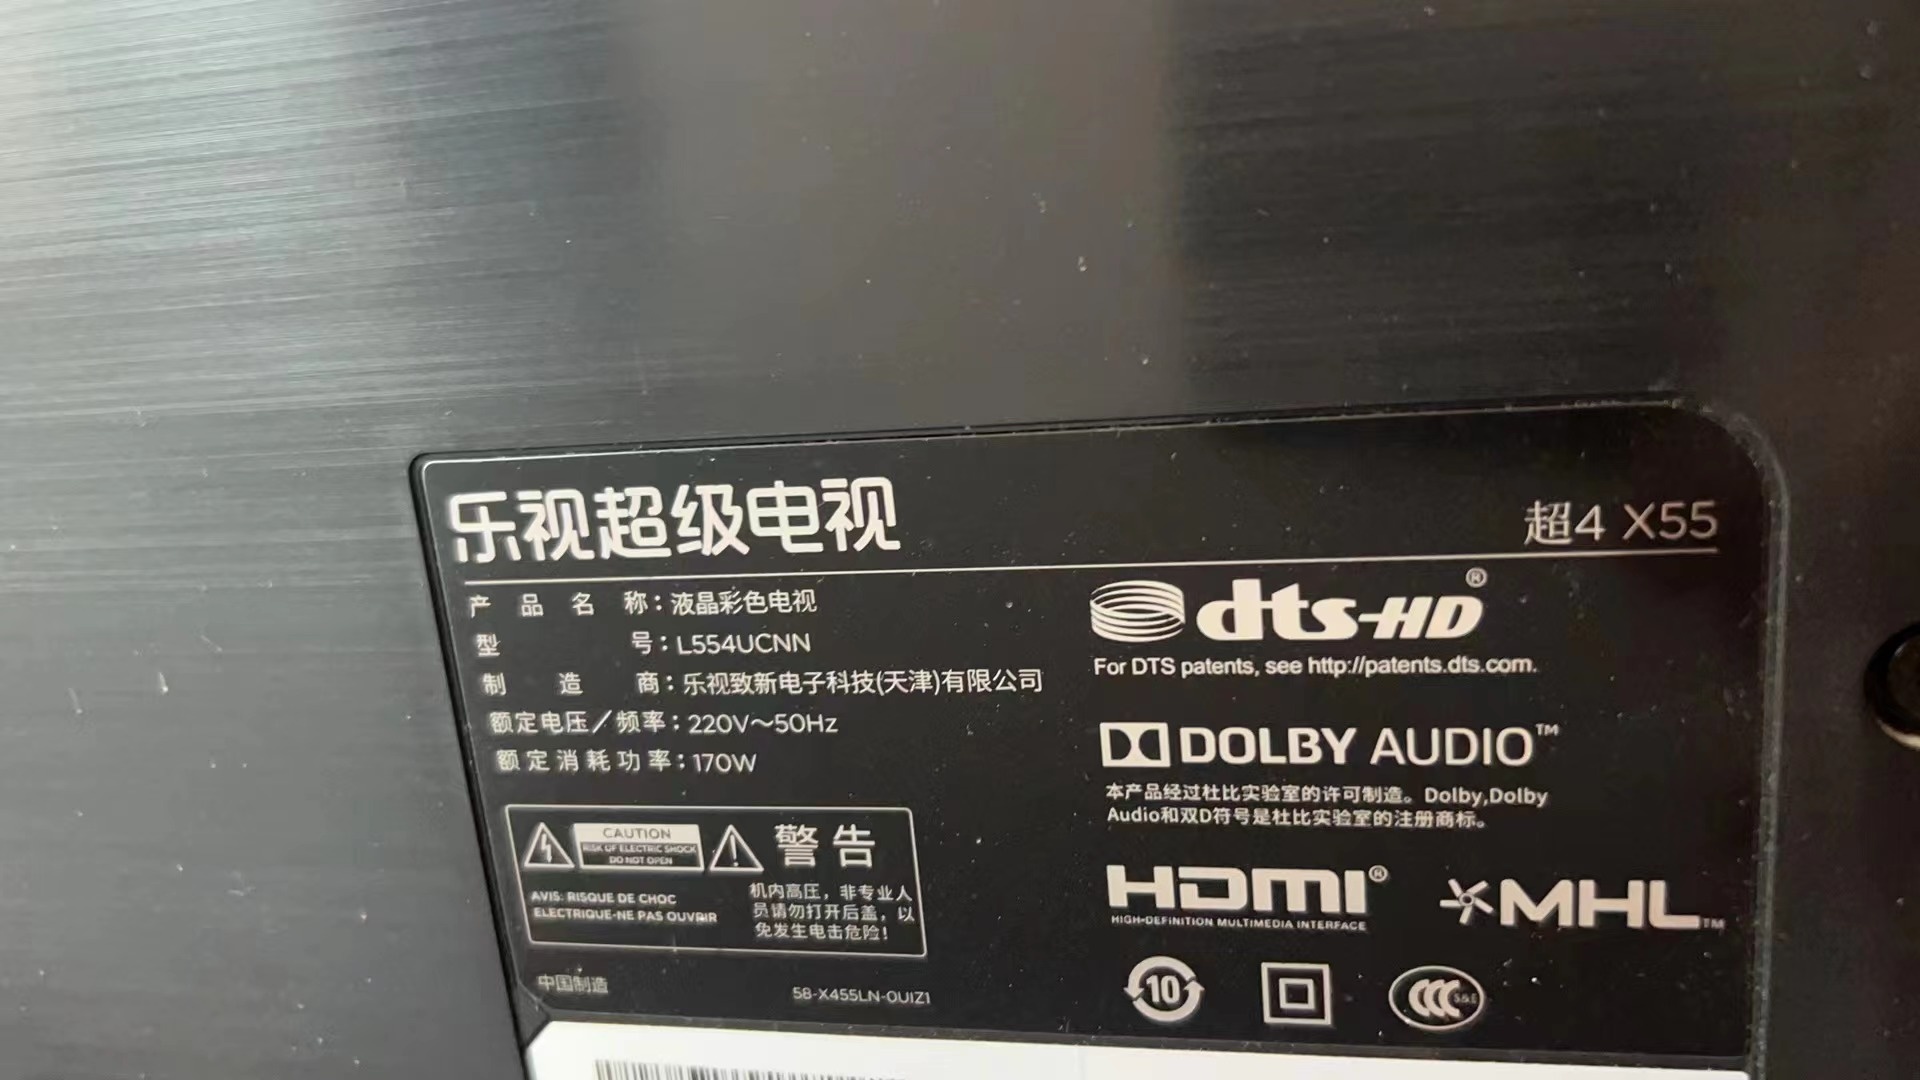 乐视超级电视
超4 X55
产品名称：液晶彩色电视
型号：L554UCNN
制造商：乐视致新电子科技(天津)有限公司
额定电压／频率：220V～50Hz
额定消耗功率：170W
dts-HD®
For DTS patents, see http://patents.dts.com.
DOLBY AUDIO™
本产品经过杜比实验室的许可制造。Dolby,Dolby
Audio和双D符号是杜比实验室的注册商标。
CAUTION
RISK OF ELECTRIC SHOCK
DO NOT OPEN
AVIS: RISQUE DE CHOC
ELECTRIQUE-NE PAS OUVRIR
警告
机内高压，非专业人
员请勿打开后盖，以
免发生电击危险！
HDMI®
HIGH-DEFINITION MULTIMEDIA INTERFACE
MHL™
中国制造
58-X455LN-0UIZ1
10
CCC S&E